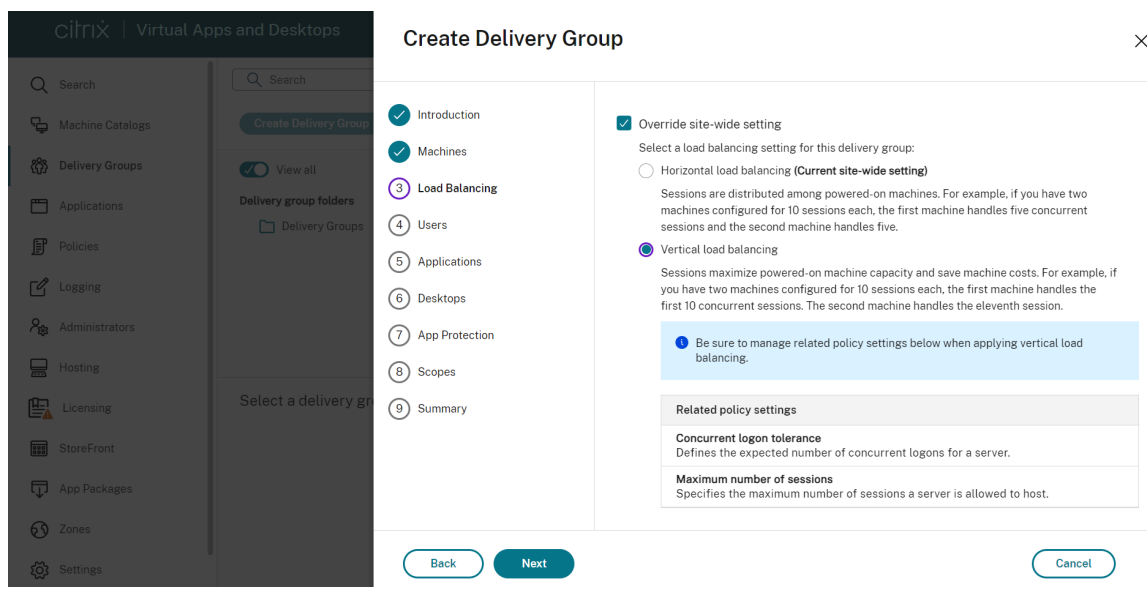 citrix | Virtual Apps and Desktops
Search
Machine Catalogs
Delivery Groups
Applications
Policies
Logging
Administrators
Hosting
Licensing
StoreFront
App Packages
Zones
Settings
Search
Create Delivery Group
View all
Delivery group folders
Delivery Groups
Select a delivery gr
Create Delivery Group
Introduction
Machines
3 Load Balancing
4 Users
5 Applications
6 Desktops
7 App Protection
8 Scopes
9 Summary
Override site-wide setting
Select a load balancing setting for this delivery group:
Horizontal load balancing (Current site-wide setting)
Sessions are distributed among powered-on machines. For example, if you have two
machines configured for 10 sessions each, the first machine handles five concurrent
sessions and the second machine handles five.
Vertical load balancing
Sessions maximize powered-on machine capacity and save machine costs. For example, if
you have two machines configured for 10 sessions each, the first machine handles the
first 10 concurrent sessions. The second machine handles the eleventh session.
Be sure to manage related policy settings below when applying vertical load
balancing.
Related policy settings
Concurrent logon tolerance
Defines the expected number of concurrent logons for a server.
Maximum number of sessions
Specifies the maximum number of sessions a server is allowed to host.
Back
Next
Cancel